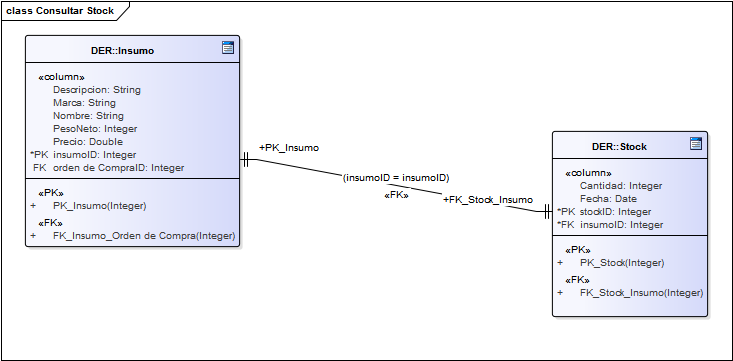 class Consultar Stock
DER::Insumo
«column»
Descripcion: String
Marca: String
Nombre: String
PesoNeto: Integer
Precio: Double
*PK insumoID: Integer
FK orden de CompraID: Integer
«PK»
+ PK_Insumo(Integer)
«FK»
+ FK_Insumo_Orden de Compra(Integer)
+PK_Insumo
(insumoID = insumoID)
«FK»
+FK_Stock_Insumo
DER::Stock
«column»
Cantidad: Integer
Fecha: Date
*PK stockID: Integer
*FK insumoID: Integer
«PK»
+ PK_Stock(Integer)
«FK»
+ FK_Stock_Insumo(Integer)